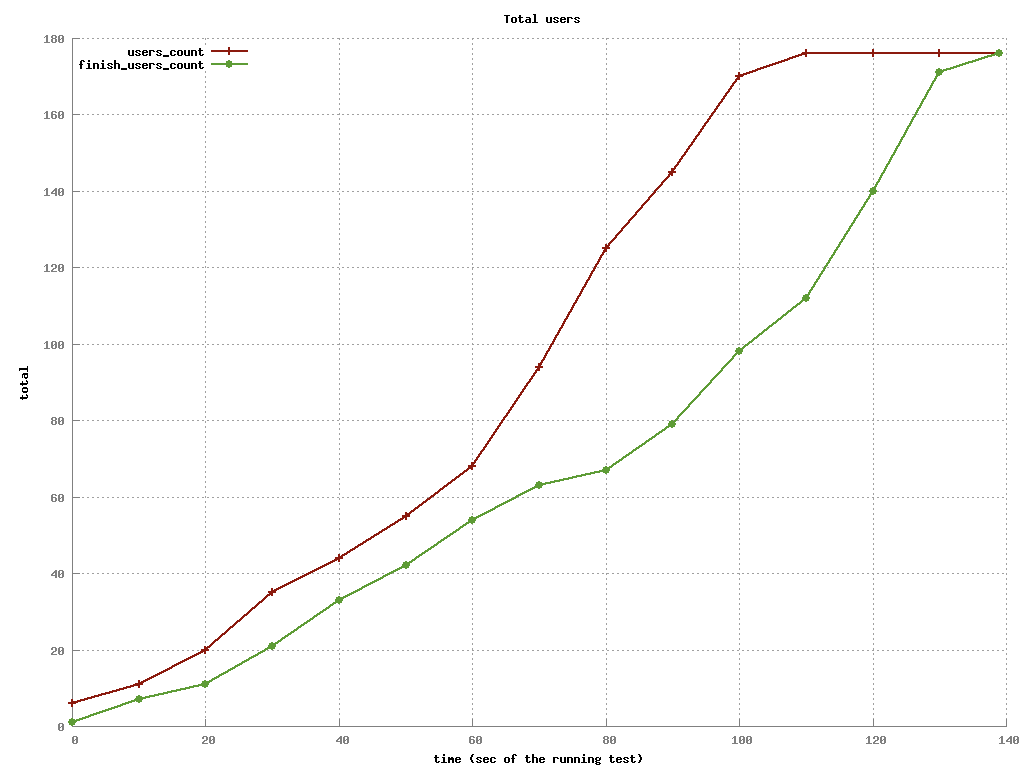 Total users
users_count
finish_users_count
180
160
140
120
100
80
60
40
20
0
total
0 20 40 60 80 100 120 140
time (sec of the running test)